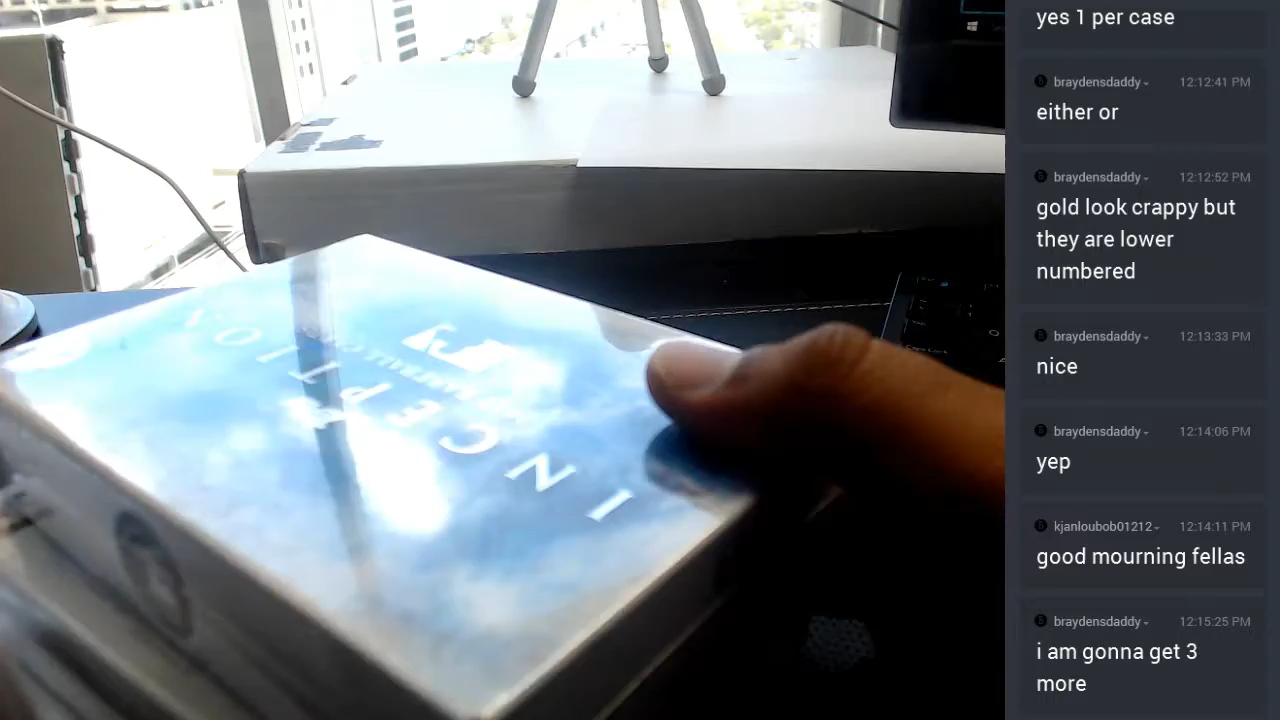 yes 1 per case
braydensdaddy
12:12:41 PM
either or
braydensdaddy
12:12:52 PM
gold look crappy but
they are lower
numbered
braydensdaddy
12:13:33 PM
nice
braydensdaddy
12:14:06 PM
yep
kjanloubob01212
12:14:11 PM
good mourning fellas
braydensdaddy
12:15:25 PM
i am gonna get 3
more
INCEPTION